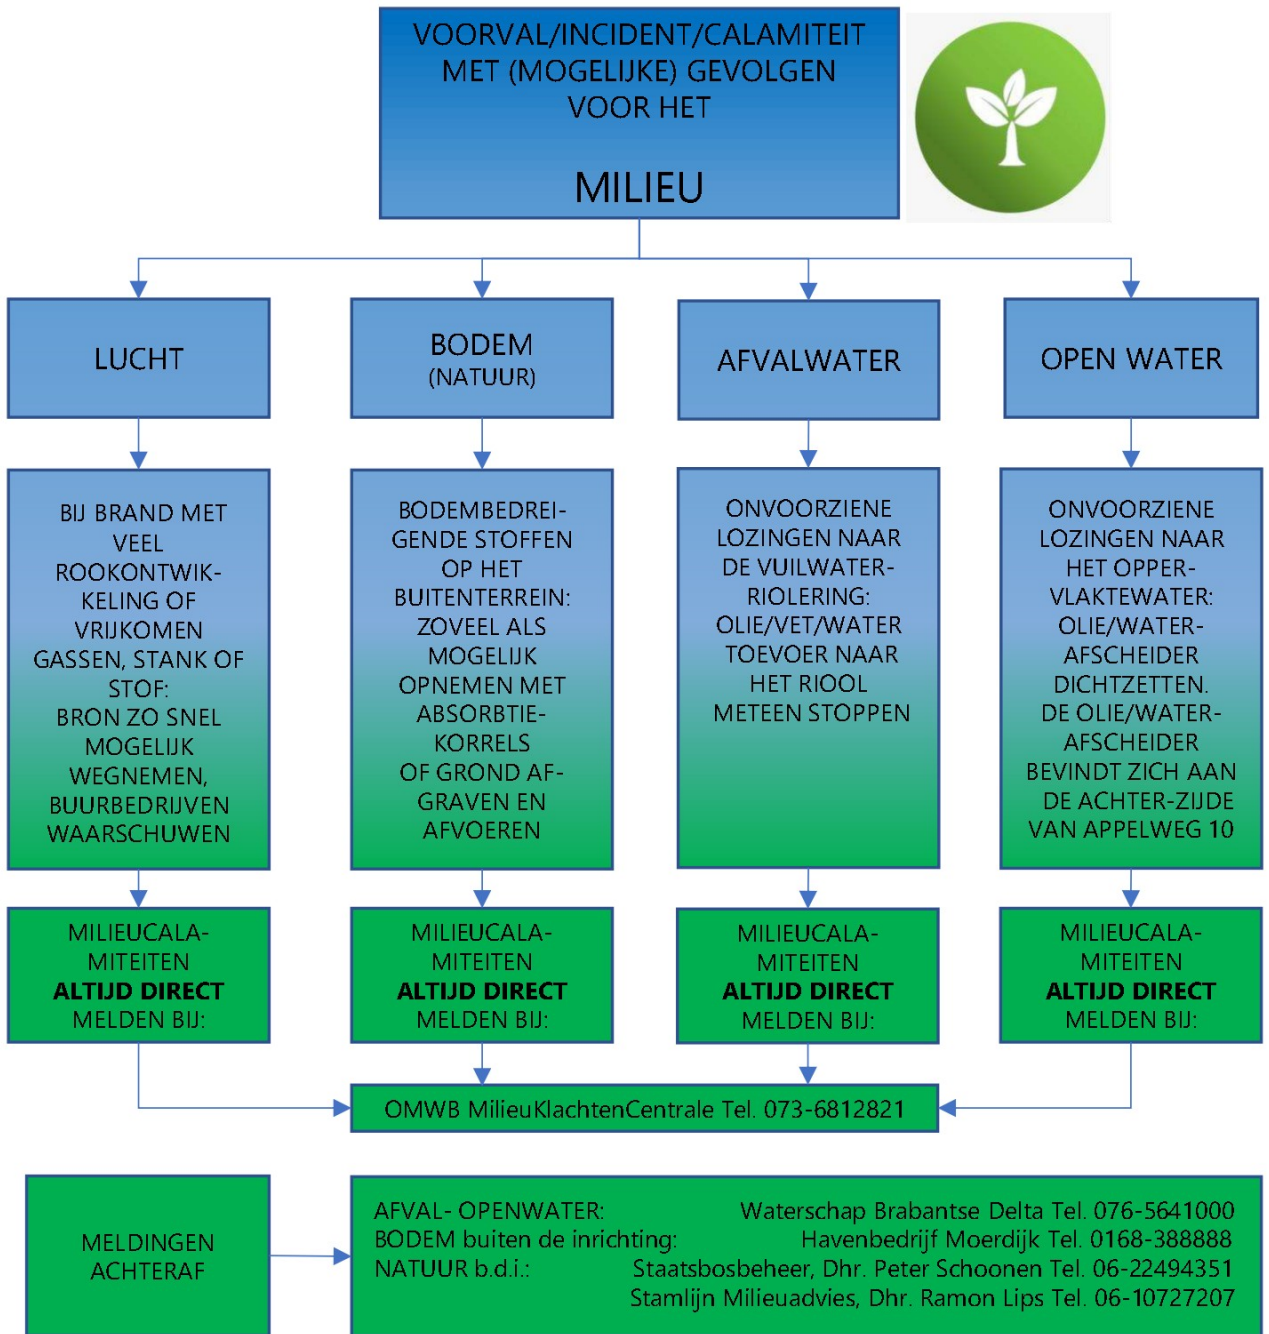 VOORVAL/INCIDENT/CALAMITEIT
MET (MOGELIJKE) GEVOLGEN
VOOR HET
MILIEU
LUCHT
BODEM
(NATUUR)
AFVALWATER
OPEN WATER
BIJ BRAND MET
VEEL
ROOKONTWIK-
KELING OF
VRIJKOMEN
GASSEN, STANK OF
STOF:
BRON ZO SNEL
MOGELIJK
WEGNEMEN,
BUURBEDRIJVEN
WAARSCHUWEN
BODEMBEDREI-
GENDE STOFFEN
OP HET
BUITENTERREIN:
ZOVEEL ALS
MOGELIJK
OPNEMEN MET
ABSORBTIE-
KORRELS
OF GROND AF-
GRAVEN EN
AFVOEREN
ONVOORZIENE
LOZINGEN NAAR
DE VUILWATER-
RIOLERING:
OLIE/VET/WATER
TOEVOER NAAR
HET RIOOL
METEEN STOPPEN
ONVOORZIENE
LOZINGEN NAAR
HET OPPER-
VLAKTEWATER:
OLIE/WATER-
AFSCHEIDER
DICHTZETTEN.
DE OLIE/WATER-
AFSCHEIDER
BEVINDT ZICH AAN
DE ACHTER-ZIJDE
VAN APPELWEG 10
MILIEUCALA-
MITEITEN
ALTIJD DIRECT
MELDEN BIJ:
MILIEUCALA-
MITEITEN
ALTIJD DIRECT
MELDEN BIJ:
MILIEUCALA-
MITEITEN
ALTIJD DIRECT
MELDEN BIJ:
MILIEUCALA-
MITEITEN
ALTIJD DIRECT
MELDEN BIJ:
OMWB MilieuKlachtenCentrale Tel. 073-6812821
MELDINGEN
ACHTERAF
AFVAL- OPENWATER: Waterschap Brabantse Delta Tel. 076-5641000
BODEM buiten de inrichting: Havenbedrijf Moerdijk Tel. 0168-388888
NATUUR b.d.i.: Staatsbosbeheer, Dhr. Peter Schoonen Tel. 06-22494351
Stamlijn Milieuadvies, Dhr. Ramon Lips Tel. 06-10727207